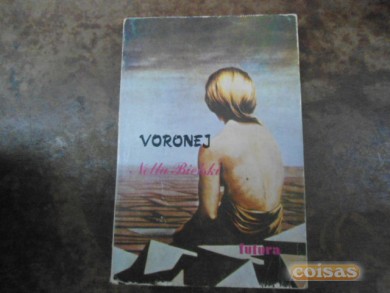 VORONEJ
Nella Bielski
futura
coisas